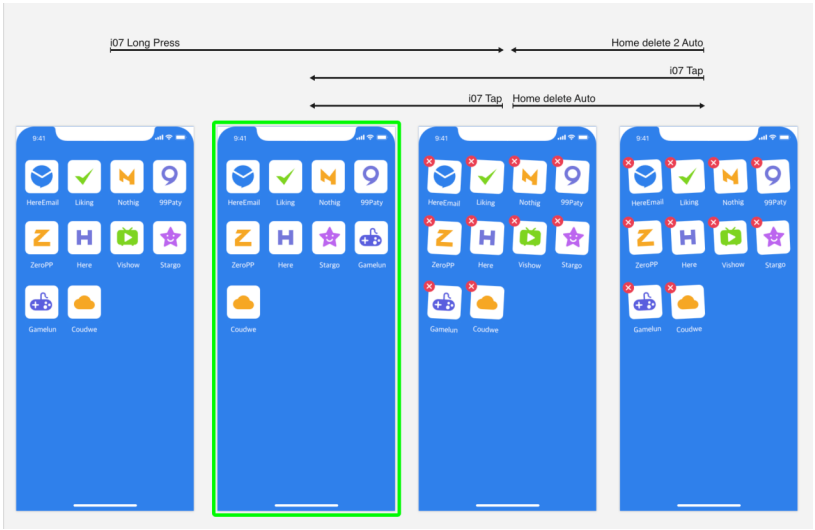 i07 Long Press
Home delete 2 Auto
i07 Tap
i07 Tap
Home delete Auto
9:41
HereEmail Liking Nothig 99Paty
ZeroPP Here Vishow Stargo
Gamelun Coudwe
9:41
HereEmail Liking Nothig 99Paty
ZeroPP Here Stargo Gamelun
Coudwe
9:41
HereEmail Liking Nothig 99Paty
ZeroPP Here Vishow Stargo
Gamelun Coudwe
9:41
HereEmail Liking Nothig 99Paty
ZeroPP Here Vishow Stargo
Gamelun Coudwe